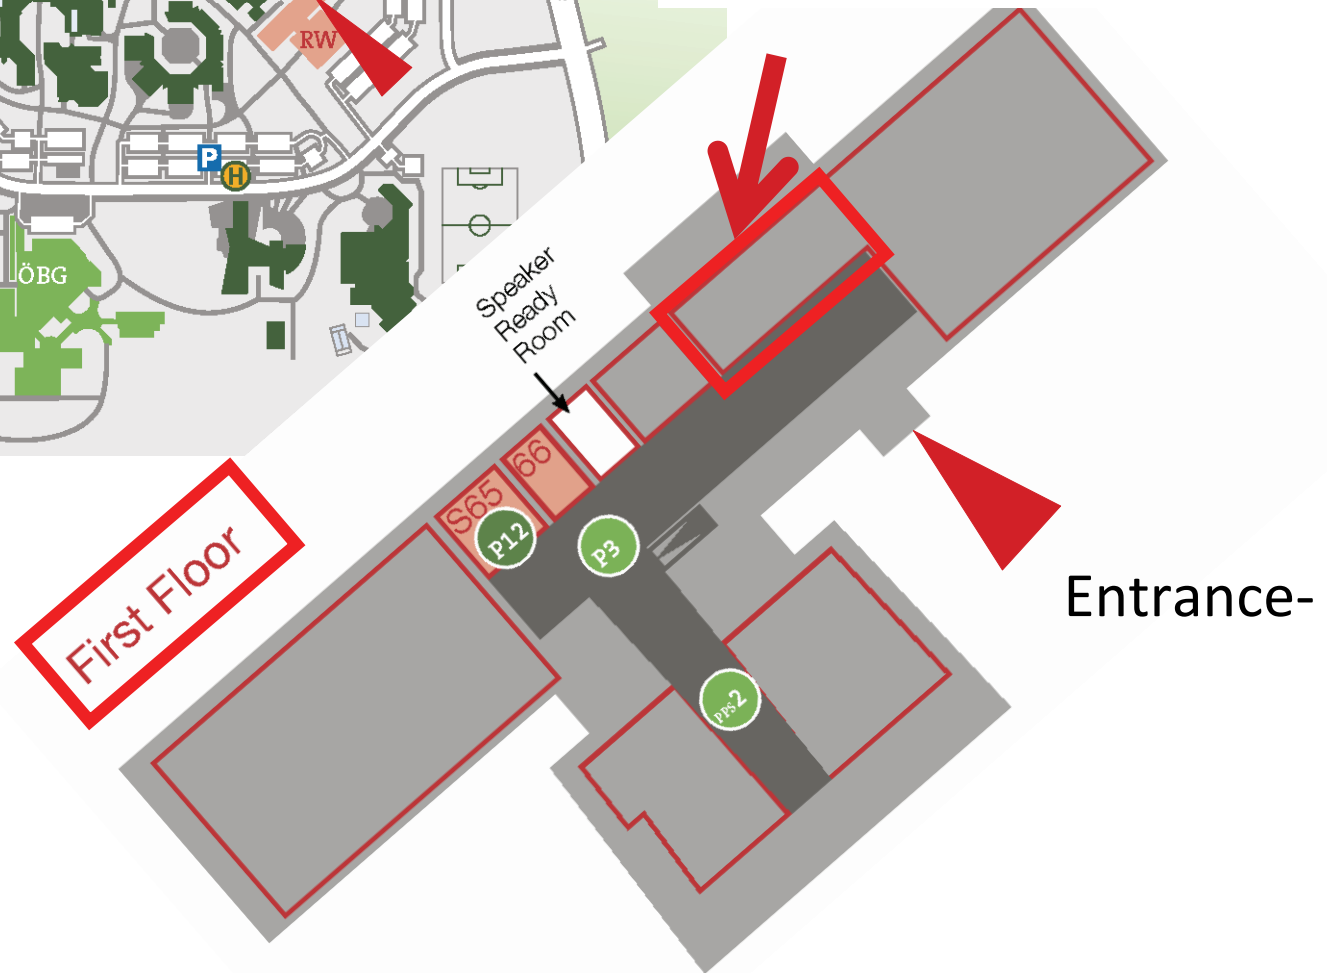 RW
P
H
ÖBG
Speaker
Ready
Room
66
S65
P12
P3
PPS2
First Floor
Entrance-